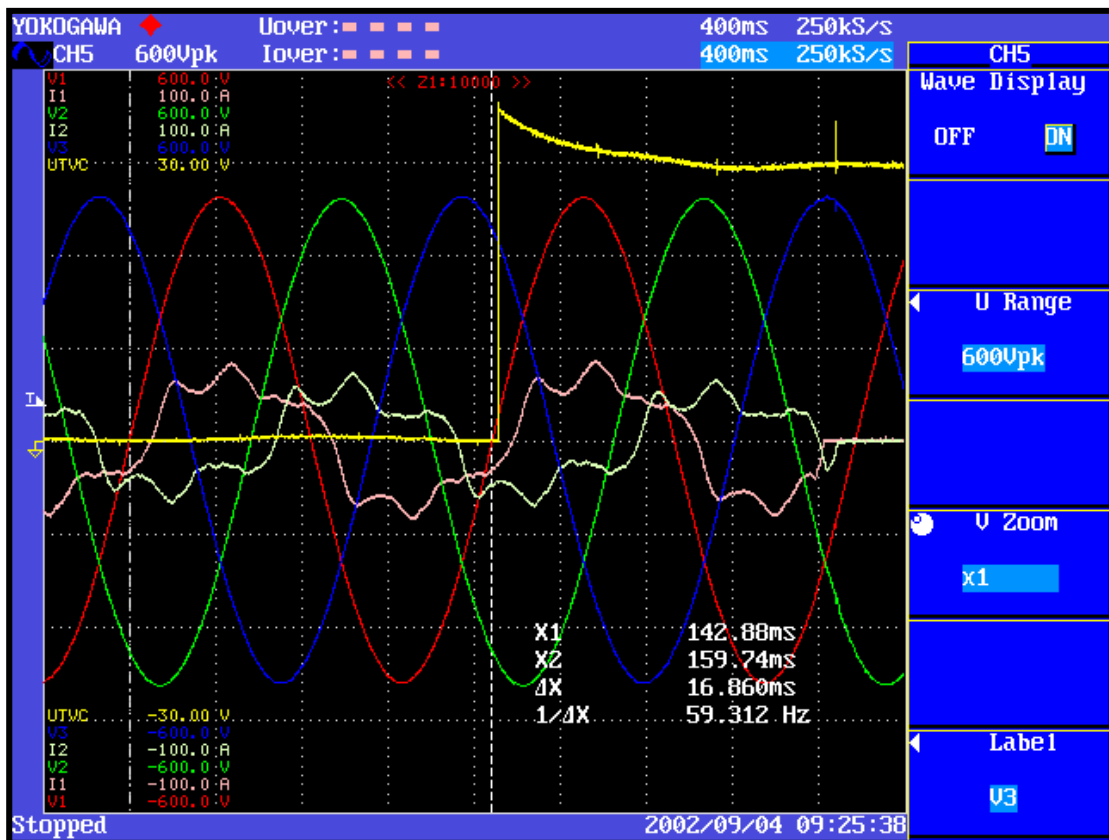 YOKOGAWA Uover:- - - - 400ms 250kS/s
CH5 600Vpk Iover:- - - - 400ms 250kS/s CH5
V1 600.0 V << Z1:10000 >>
I1 100.0 A
V2 600.0 V
I2 100.0 A
V3 600.0 V
UTVC 30.00 V
Wave Display
OFF ON
U Range
600Vpk
T
V Zoom
x1
X1 142.88ms
X2 159.74ms
ΔX 16.860ms
1/ΔX 59.312 Hz
UTVC -30.00 V
V3 -600.0 V
I2 -100.0 A
V2 -600.0 V
I1 -100.0 A
V1 -600.0 V
Label
V3
Stopped 2002/09/04 09:25:38